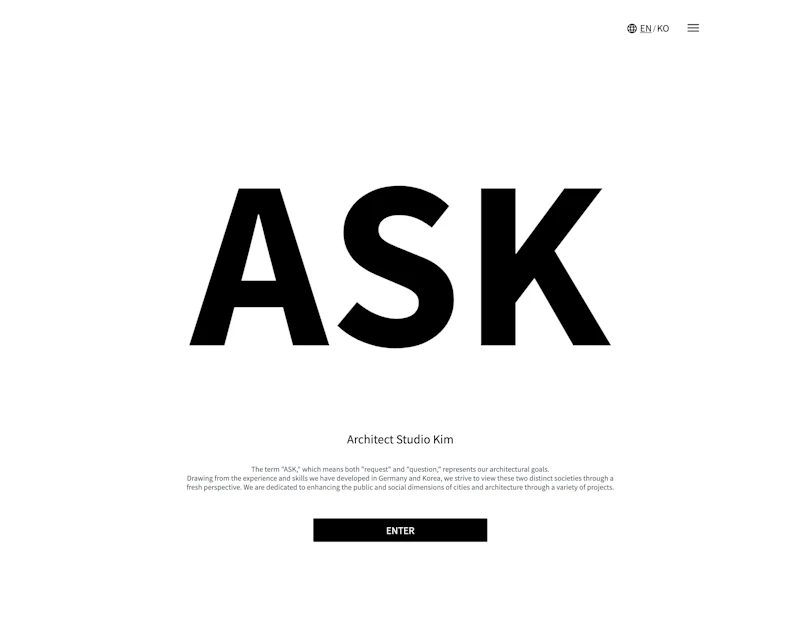 EN / KO
ASK
Architect Studio Kim
The term "ASK," which means both "request" and "question," represents our architectural goals.
Drawing from the experience and skills we have developed in Germany and Korea, we strive to view these two distinct societies through a
fresh perspective. We are dedicated to enhancing the public and social dimensions of cities and architecture through a variety of projects.
ENTER